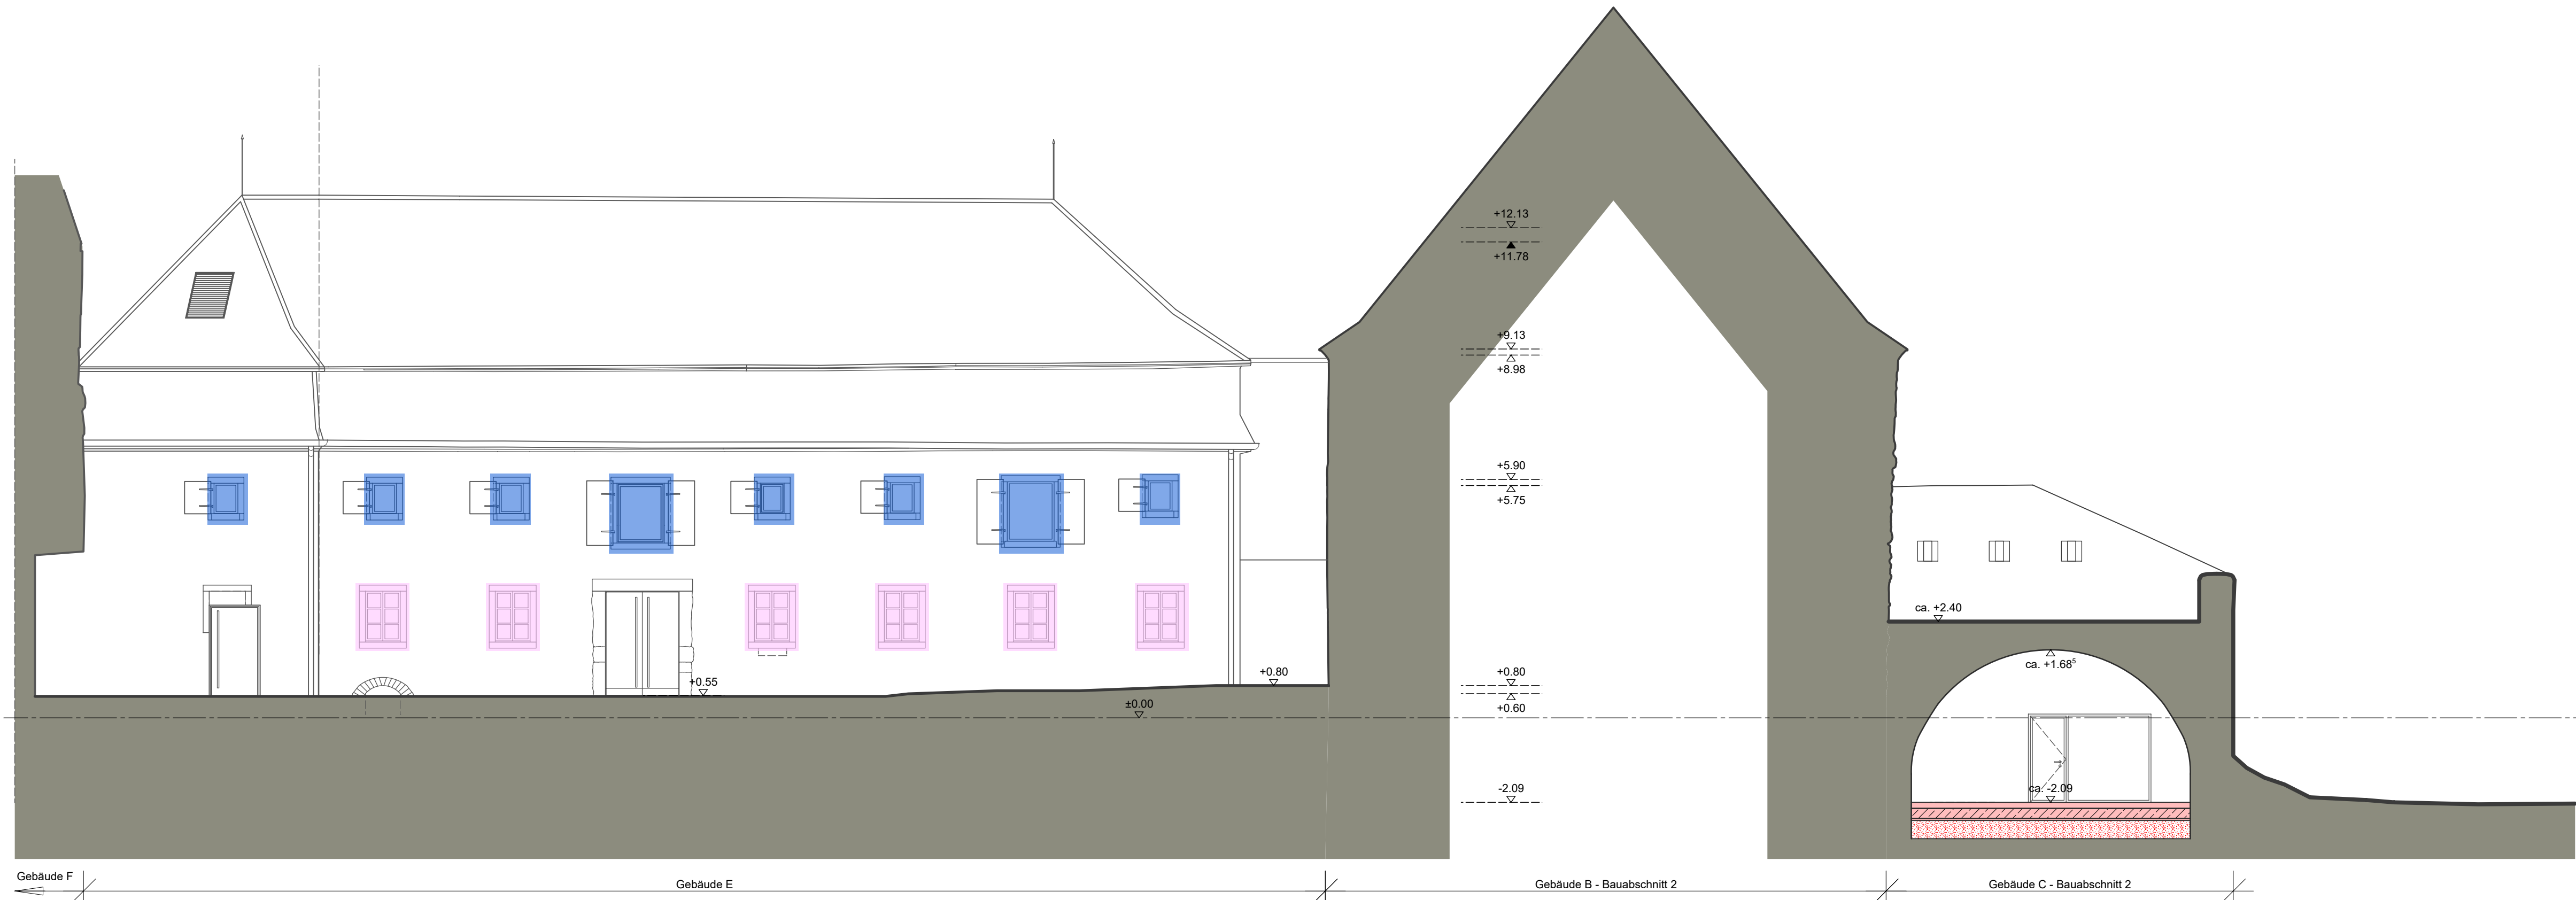 +12.13
+11.78
+9.13
+8.98
+5.90
+5.75
ca. +2.40
ca. +1.68⁵
+0.55
+0.80
+0.80
±0.00
+0.60
-2.09
ca. -2.09
Gebäude F
Gebäude E
Gebäude B - Bauabschnitt 2
Gebäude C - Bauabschnitt 2